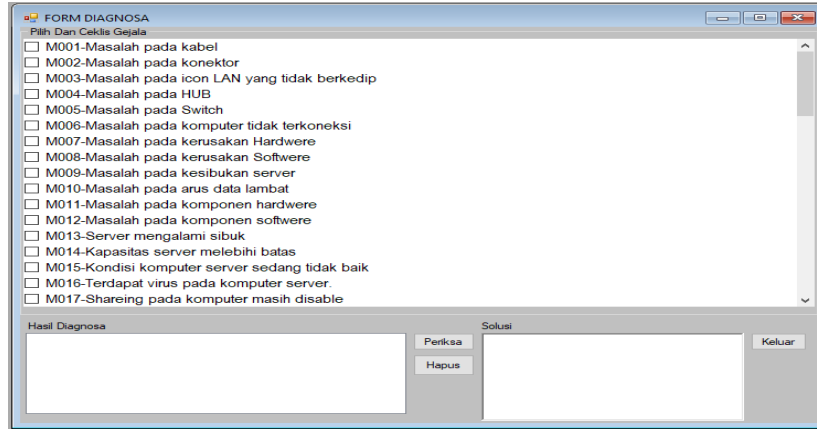 FORM DIAGNOSA
Pilih Dan Ceklis Gejala
M001-Masalah pada kabel
M002-Masalah pada konektor
M003-Masalah pada icon LAN yang tidak berkedip
M004-Masalah pada HUB
M005-Masalah pada Switch
M006-Masalah pada komputer tidak terkoneksi
M007-Masalah pada kerusakan Hardwere
M008-Masalah pada kerusakan Softwere
M009-Masalah pada kesibukan server
M010-Masalah pada arus data lambat
M011-Masalah pada komponen hardwere
M012-Masalah pada komponen softwere
M013-Server mengalami sibuk
M014-Kapasitas server melebihi batas
M015-Kondisi komputer server sedang tidak baik
M016-Terdapat virus pada komputer server.
M017-Shareing pada komputer masih disable
Hasil Diagnosa
Solusi
Periksa
Keluar
Hapus